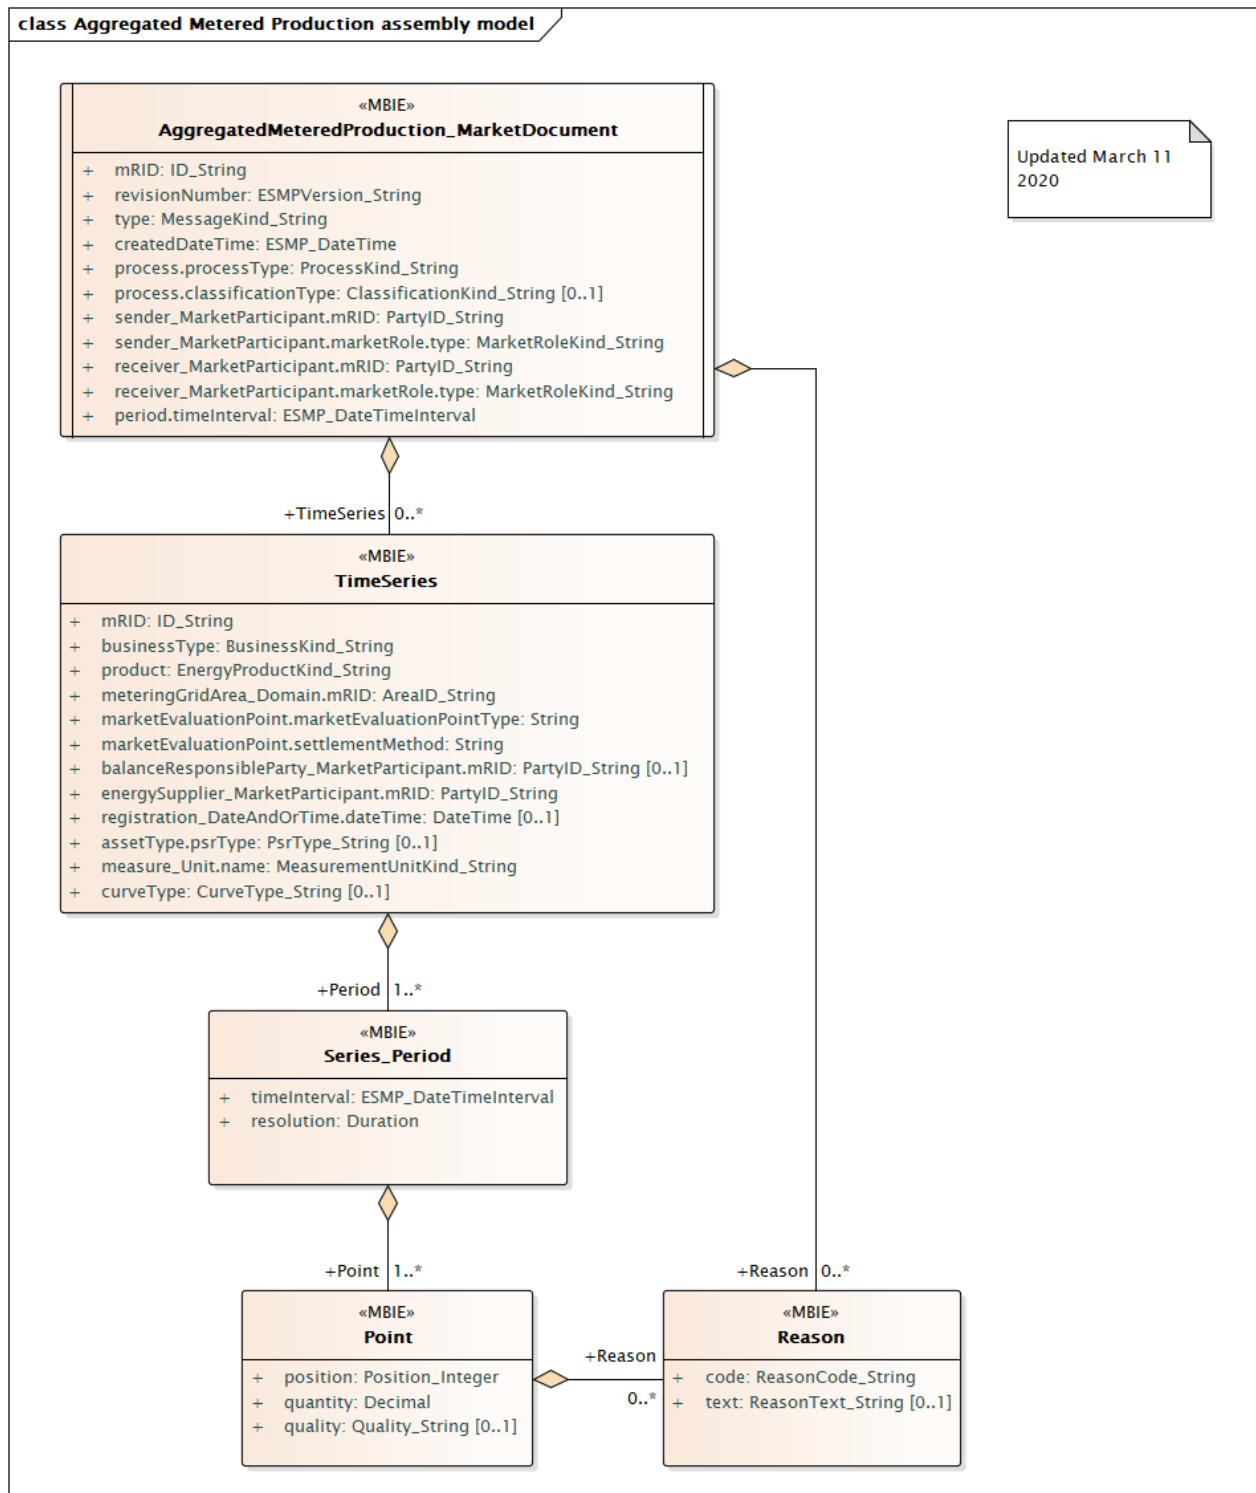 class Aggregated Metered Production assembly model
«MBIE»
AggregatedMeteredProduction_MarketDocument
+ mRID: ID_String
+ revisionNumber: ESMPVersion_String
+ type: MessageKind_String
+ createdDateTime: ESMP_DateTime
+ process.processType: ProcessKind_String
+ process.classificationType: ClassificationKind_String [0..1]
+ sender_MarketParticipant.mRID: PartyID_String
+ sender_MarketParticipant.marketRole.type: MarketRoleKind_String
+ receiver_MarketParticipant.mRID: PartyID_String
+ receiver_MarketParticipant.marketRole.type: MarketRoleKind_String
+ period.timeInterval: ESMP_DateTimeInterval
Updated March 11
2020
+TimeSeries 0..*
«MBIE»
TimeSeries
+ mRID: ID_String
+ businessType: BusinessKind_String
+ product: EnergyProductKind_String
+ meteringGridArea_Domain.mRID: AreaID_String
+ marketEvaluationPoint.marketEvaluationPointType: String
+ marketEvaluationPoint.settlementMethod: String
+ balanceResponsibleParty_MarketParticipant.mRID: PartyID_String [0..1]
+ energySupplier_MarketParticipant.mRID: PartyID_String
+ registration_DateAndOrTime.dateTime: DateTime [0..1]
+ assetType.psrType: PsrType_String [0..1]
+ measure_Unit.name: MeasurementUnitKind_String
+ curveType: CurveType_String [0..1]
+Period 1..*
«MBIE»
Series_Period
+ timeInterval: ESMP_DateTimeInterval
+ resolution: Duration
+Point 1..*
+Reason 0..*
«MBIE»
Point
+ position: Position_Integer
+ quantity: Decimal
+ quality: Quality_String [0..1]
+Reason
0..*
«MBIE»
Reason
+ code: ReasonCode_String
+ text: ReasonText_String [0..1]